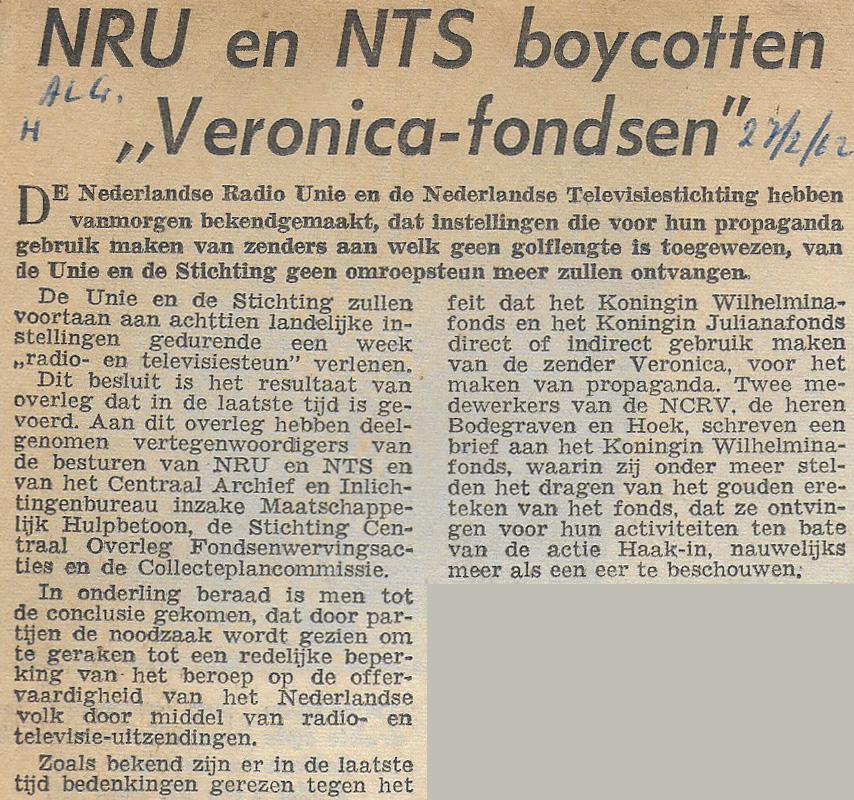 NRU en NTS boycotten
ALG.
H
„Veronica-fondsen”
27/2/62
DE Nederlandse Radio Unie en de Nederlandse Televisiestichting hebben
vanmorgen bekendgemaakt, dat instellingen die voor hun propaganda
gebruik maken van zenders aan welk geen golflengte is toegewezen, van
de Unie en de Stichting geen omroepsteun meer zullen ontvangen.
De Unie en de Stichting zullen
voortaan aan achttien landelijke in-
stellingen gedurende een week
„radio- en televisiesteun” verlenen.
Dit besluit is het resultaat van
overleg dat in de laatste tijd is ge-
voerd. Aan dit overleg hebben deel-
genomen vertegenwoordigers van
de besturen van NRU en NTS en
van het Centraal Archief en Inlich-
tingenbureau inzake Maatschappe-
lijk Hulpbetoon, de Stichting Cen-
traal Overleg Fondsenwervingsac-
ties en de Collecteplancommissie.
In onderling beraad is men tot
de conclusie gekomen, dat door par-
tijen de noodzaak wordt gezien om
te geraken tot een redelijke beper-
king van het beroep op de offer-
vaardigheid van het Nederlandse
volk door middel van radio- en
televisie-uitzendingen.
Zoals bekend zijn er in de laatste
tijd bedenkingen gerezen tegen het
feit dat het Koningin Wilhelmina-
fonds en het Koningin Julianafonds
direct of indirect gebruik maken
van de zender Veronica, voor het
maken van propaganda. Twee me-
dewerkers van de NCRV, de heren
Bodegraven en Hoek, schreven een
brief aan het Koningin Wilhelmina-
fonds, waarin zij onder meer stel-
den het dragen van het gouden ere-
teken van het fonds, dat ze ontvin-
gen voor hun activiteiten ten bate
van de actie Haak-in, nauwelijks
meer als een eer te beschouwen.